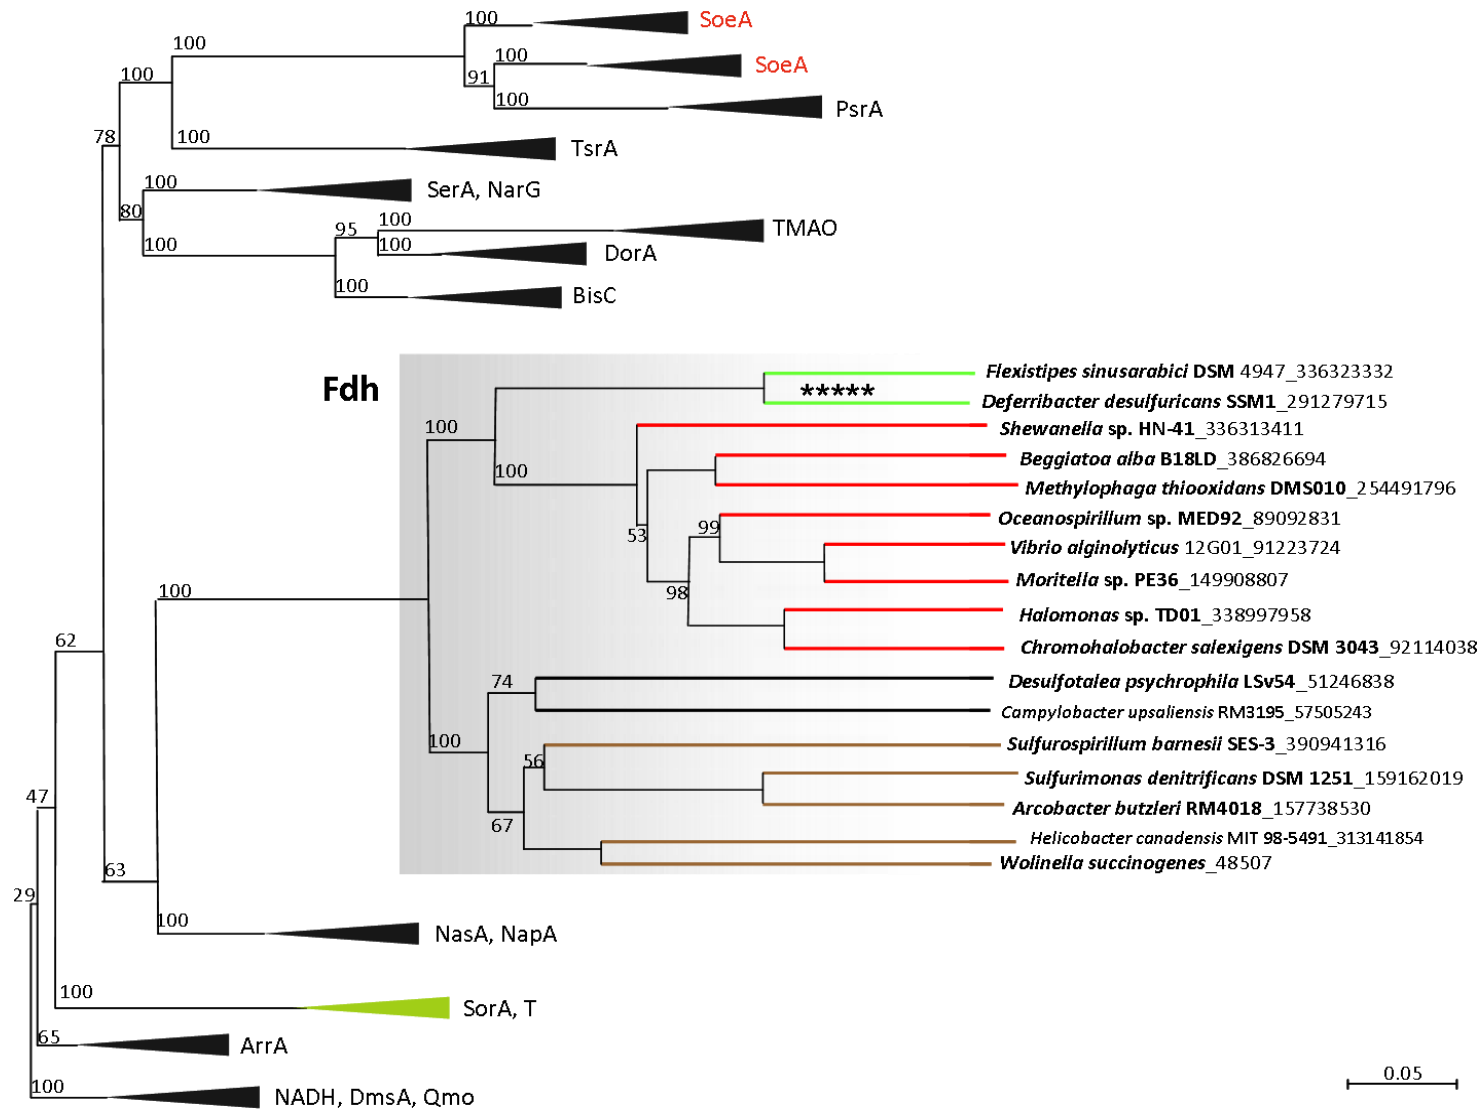 100
SoeA
100
100
SoeA
100
91
100
PsrA
78
100
TsrA
100
SerA, NarG
80
100
TMAO
95
100
100
DorA
100
BisC
Fdh
*****
Flexistipes sinusarabici DSM 4947_336323332
Deferribacter desulfuricans SSM1_291279715
100
Shewanella sp. HN-41_336313411
Beggiatoa alba B18LD_386826694
100
Methylophaga thiooxidans DMS010_254491796
Oceanospirillum sp. MED92_89092831
99
53
Vibrio alginolyticus 12G01_91223724
Moritella sp. PE36_149908807
100
98
Halomonas sp. TD01_338997958
62
Chromohalobacter salexigens DSM 3043_92114038
74
Desulfotalea psychrophila LSv54_51246838
Campylobacter upsaliensis RM3195_57505243
100
Sulfurospirillum barnesii SES-3_390941316
56
Sulfurimonas denitrificans DSM 1251_159162019
47
Arcobacter butzleri RM4018_157738530
67
Helicobacter canadensis MIT 98-5491_313141854
Wolinella succinogenes_48507
63
29
100
NasA, NapA
100
SorA, T
65
ArrA
0.05
100
NADH, DmsA, Qmo